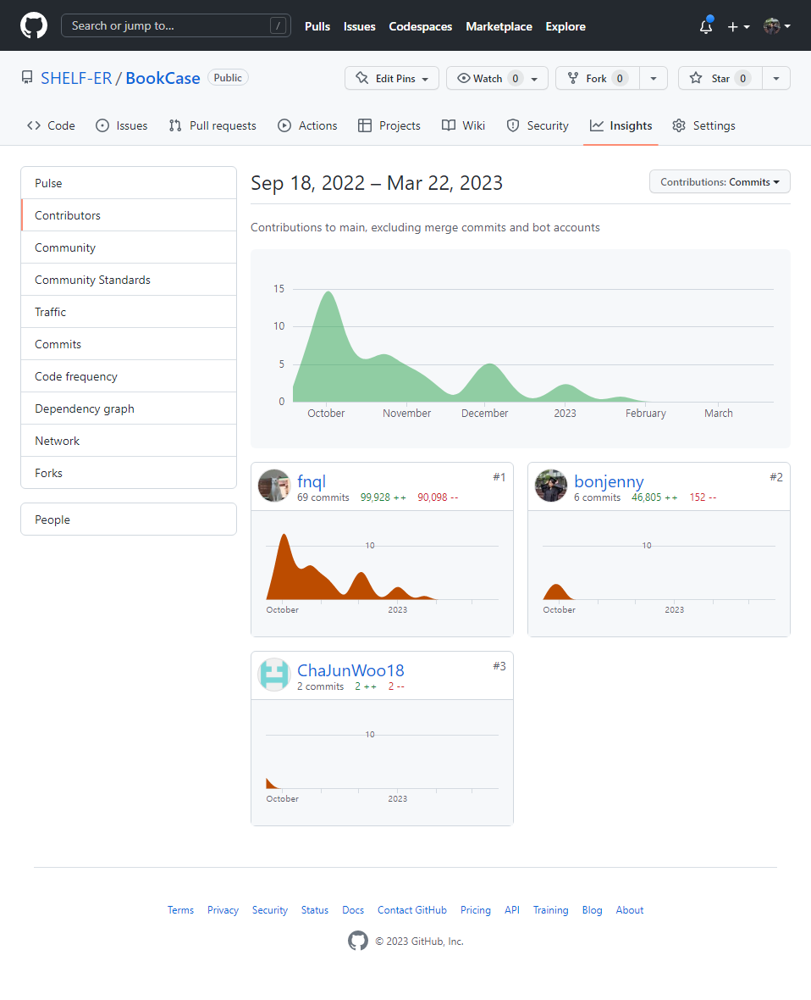 Search or jump to... / Pulls Issues Codespaces Marketplace Explore
SHELF-ER / BookCase Public Edit Pins Watch 0 Fork 0 Star 0
Code Issues Pull requests Actions Projects Wiki Security Insights Settings
Pulse
Contributors
Community
Community Standards
Traffic
Commits
Code frequency
Dependency graph
Network
Forks
People
Sep 18, 2022 – Mar 22, 2023 Contributions: Commits
Contributions to main, excluding merge commits and bot accounts
15
10
5
0
October November December 2023 February March
fnql #1
69 commits 99,928 ++ 90,098 --
10
October 2023
bonjenny #2
6 commits 46,805 ++ 152 --
10
October 2023
ChaJunWoo18 #3
2 commits 2 ++ 2 --
10
October 2023
Terms Privacy Security Status Docs Contact GitHub Pricing API Training Blog About
© 2023 GitHub, Inc.